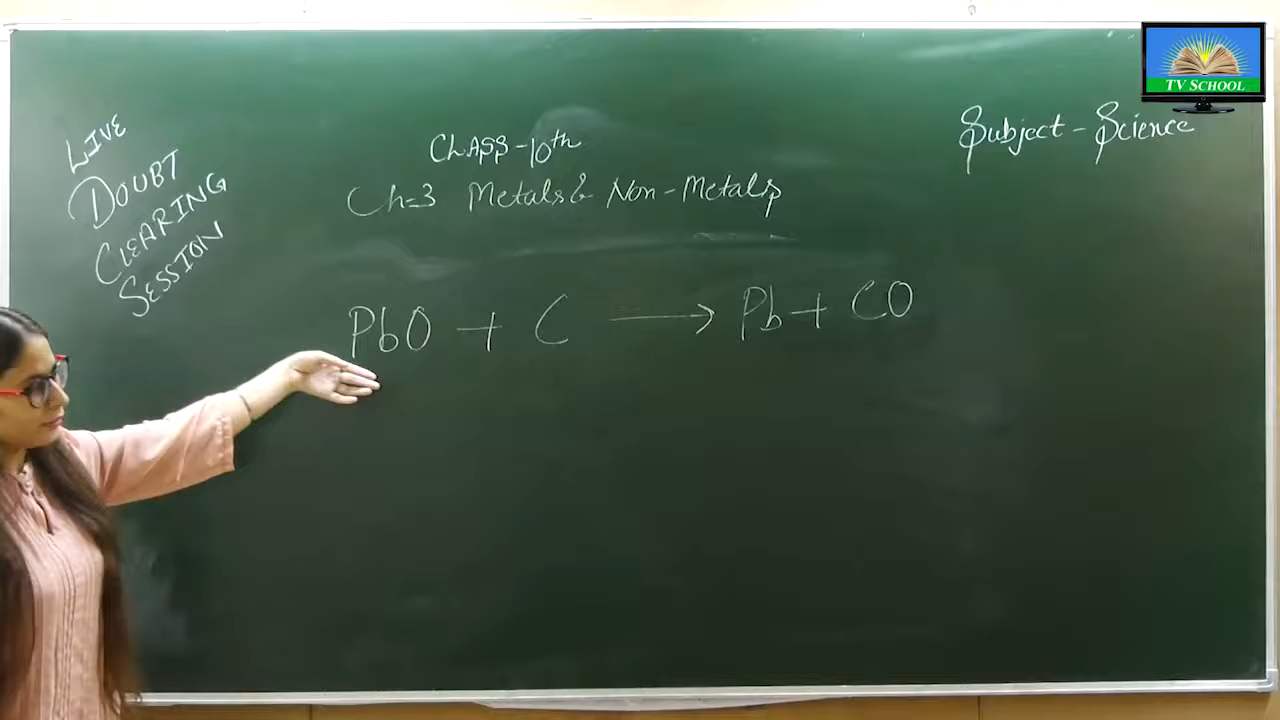 LIVE
DOUBT
CLEARING
SESSION
CLASS-10th
Ch=3 Metals & Non-Metals
Subject - Science
PbO + C → Pb + CO
TV SCHOOL